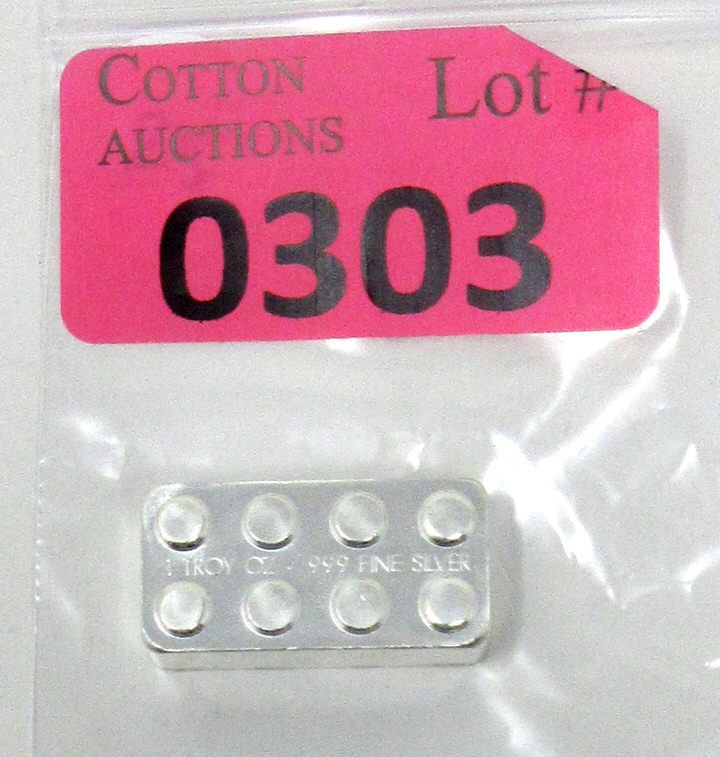 COTTON
AUCTIONS
Lot #
0303
1 TROY OZ . 999 FINE SILVER